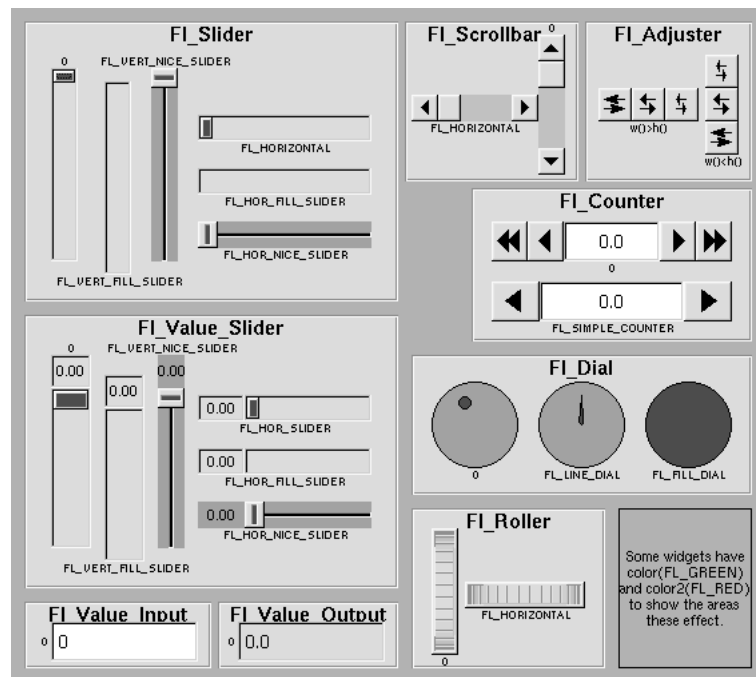 Fl_Slider
0
FL_VERT_NICE_SLIDER
FL_HORIZONTAL
FL_HOR_FILL_SLIDER
FL_HOR_NICE_SLIDER
FL_VERT_FILL_SLIDER
Fl_Scrollbar
0
FL_HORIZONTAL
Fl_Adjuster
w()>h()
w()<h()
Fl_Counter
0.0
0
0.0
FL_SIMPLE_COUNTER
Fl_Value_Slider
0
FL_VERT_NICE_SLIDER
0.00
0.00
0.00
0.00
FL_HOR_SLIDER
0.00
FL_HOR_FILL_SLIDER
0.00
FL_HOR_NICE_SLIDER
FL_VERT_FILL_SLIDER
Fl_Dial
0
FL_LINE_DIAL
FL_FILL_DIAL
Fl_Roller
FL_HORIZONTAL
0
Some widgets have
color(FL_GREEN)
and color2(FL_RED)
to show the areas
these effect.
Fl_Value_Input
0
0
Fl_Value_Output
0
0.0